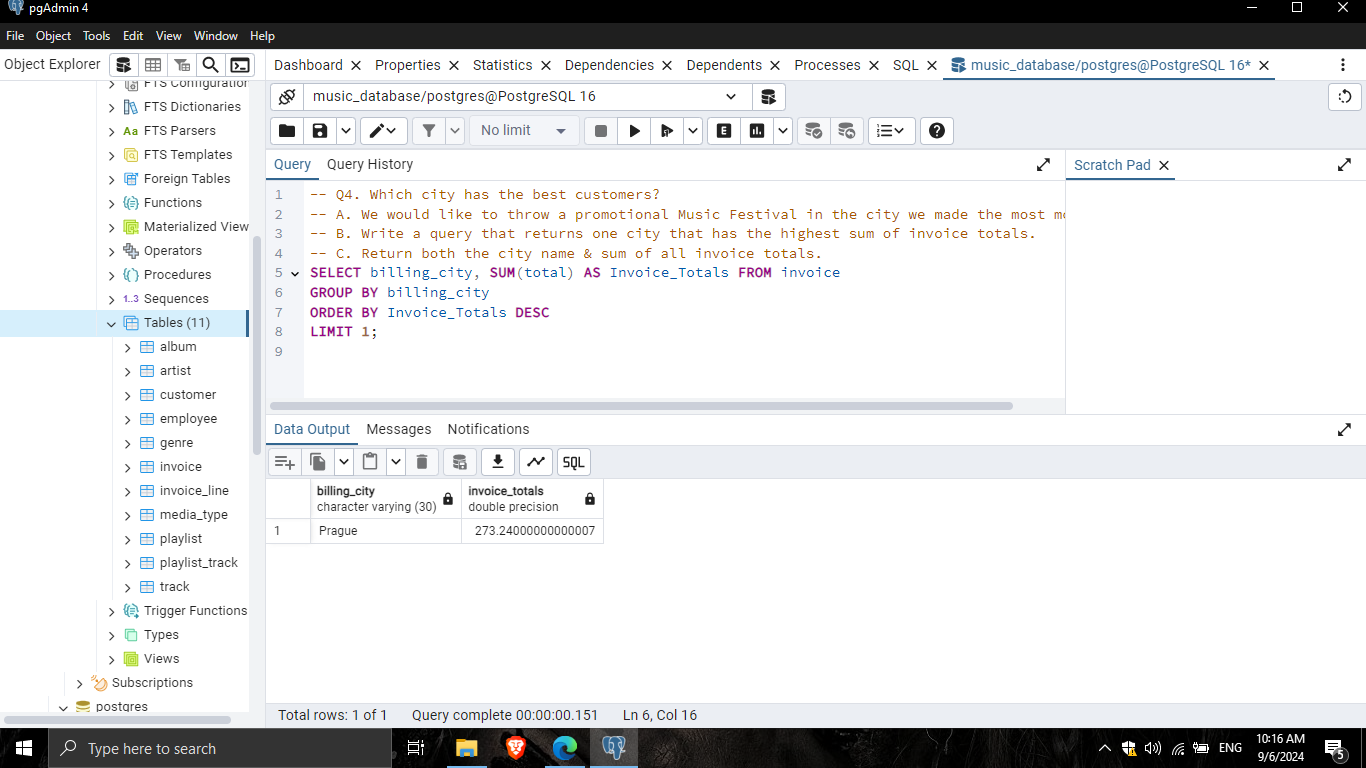 pgAdmin 4
File Object Tools Edit View Window Help
Object Explorer
Dashboard Properties Statistics Dependencies Dependents Processes SQL music_database/postgres@PostgreSQL 16*
FTS Configuration
FTS Dictionaries
Aa FTS Parsers
FTS Templates
Foreign Tables
Functions
Materialized View
Operators
Procedures
1..3 Sequences
Tables (11)
album
artist
customer
employee
genre
invoice
invoice_line
media_type
playlist
playlist_track
track
Trigger Functions
Types
Views
Subscriptions
postgres
music_database/postgres@PostgreSQL 16
No limit
E
Query Query History
Scratch Pad
1 -- Q4. Which city has the best customers?
2 -- A. We would like to throw a promotional Music Festival in the city we made the most
3 -- B. Write a query that returns one city that has the highest sum of invoice totals.
4 -- C. Return both the city name & sum of all invoice totals.
5 SELECT billing_city, SUM(total) AS Invoice_Totals FROM invoice
6 GROUP BY billing_city
7 ORDER BY Invoice_Totals DESC
8 LIMIT 1;
9
Data Output Messages Notifications
SQL
billing_city
character varying (30)
invoice_totals
double precision
1 Prague 273.24000000000007
Total rows: 1 of 1 Query complete 00:00:00.151 Ln 6, Col 16
Type here to search
ENG
10:16 AM
9/6/2024
5